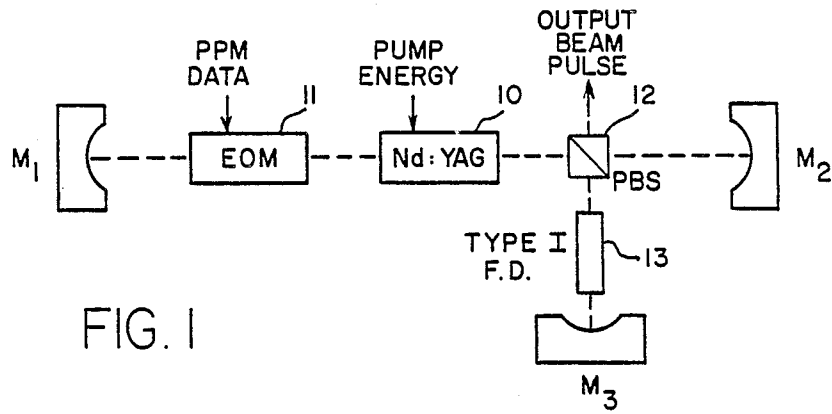 OUTPUT
BEAM
PULSE
PPM
DATA
PUMP
ENERGY
11
10
12
M1
EOM
Nd:YAG
PBS
M2
TYPE I
F.D.
13
FIG. 1
M3